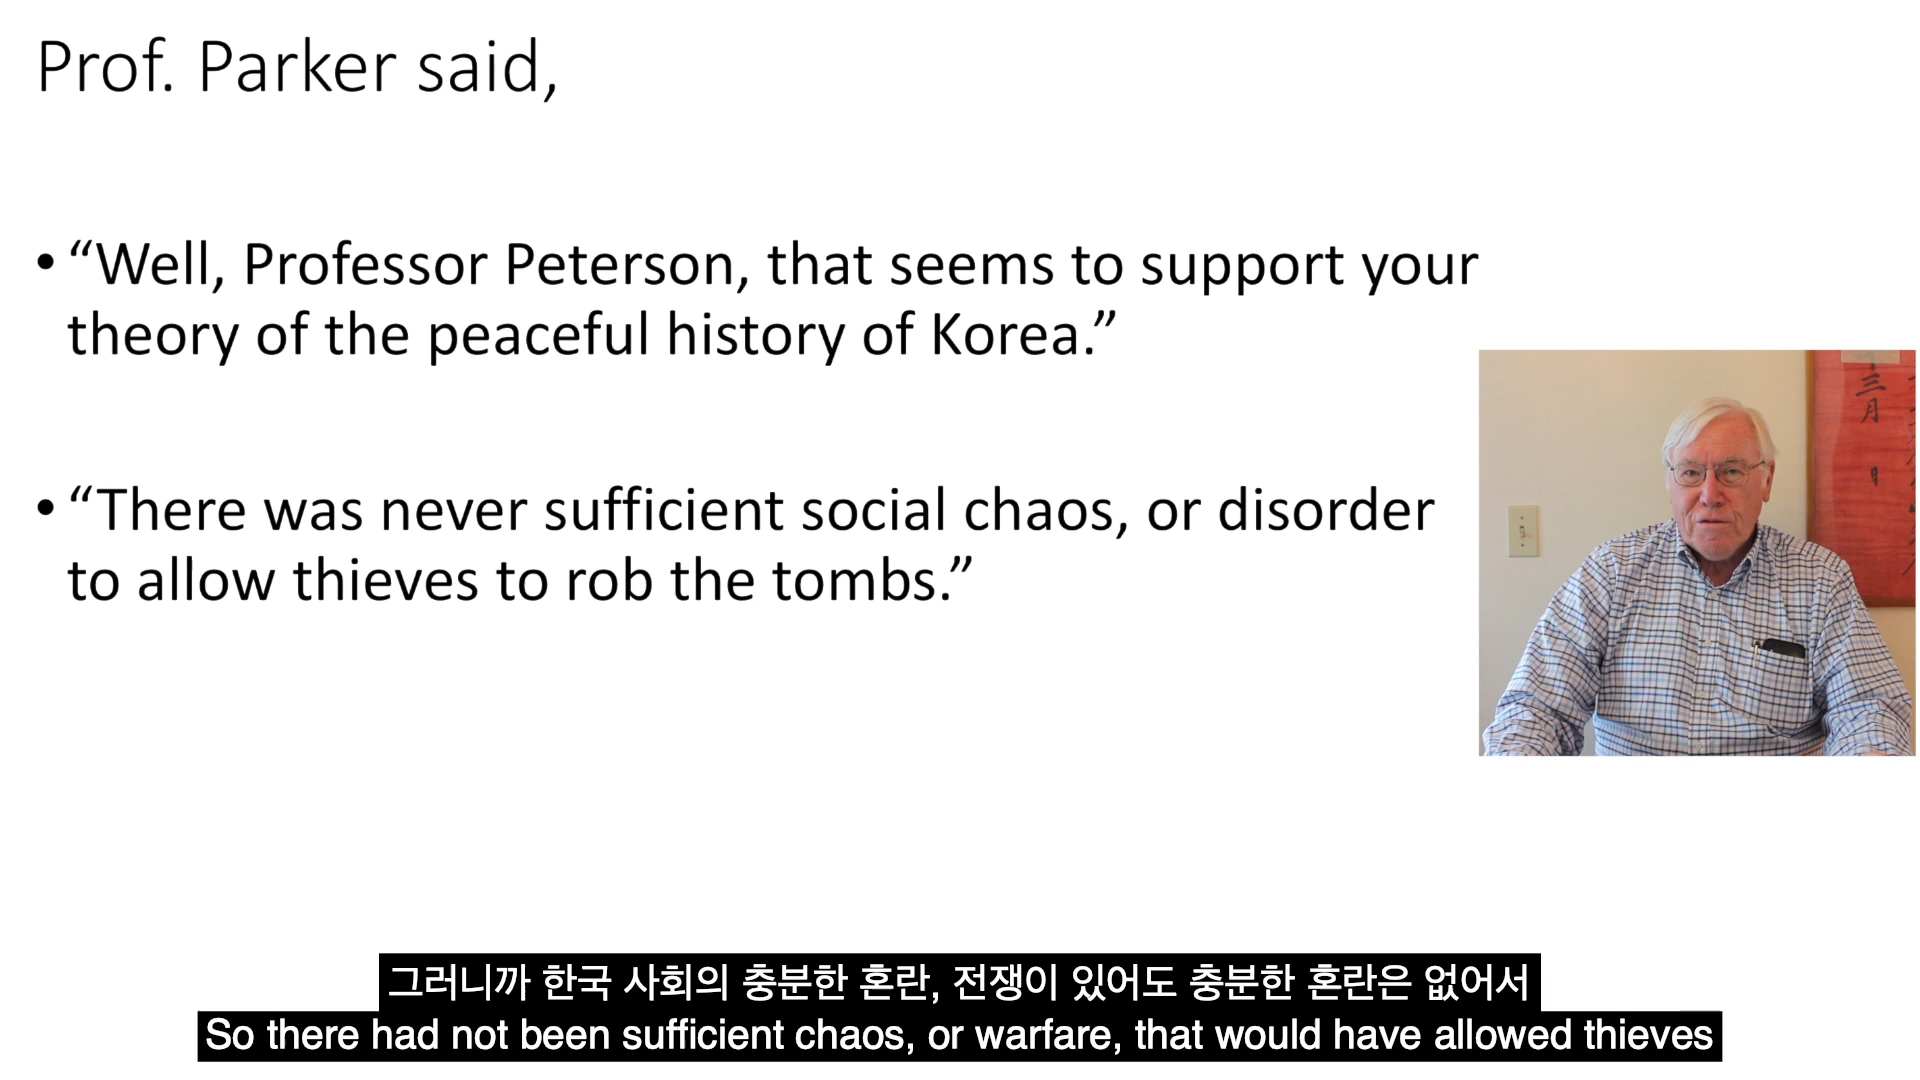 Prof. Parker said,
• “Well, Professor Peterson, that seems to support your
theory of the peaceful history of Korea.”
• “There was never sufficient social chaos, or disorder
to allow thieves to rob the tombs.”
三
月
日
그러니까 한국 사회의 충분한 혼란, 전쟁이 있어도 충분한 혼란은 없어서
So there had not been sufficient chaos, or warfare, that would have allowed thieves